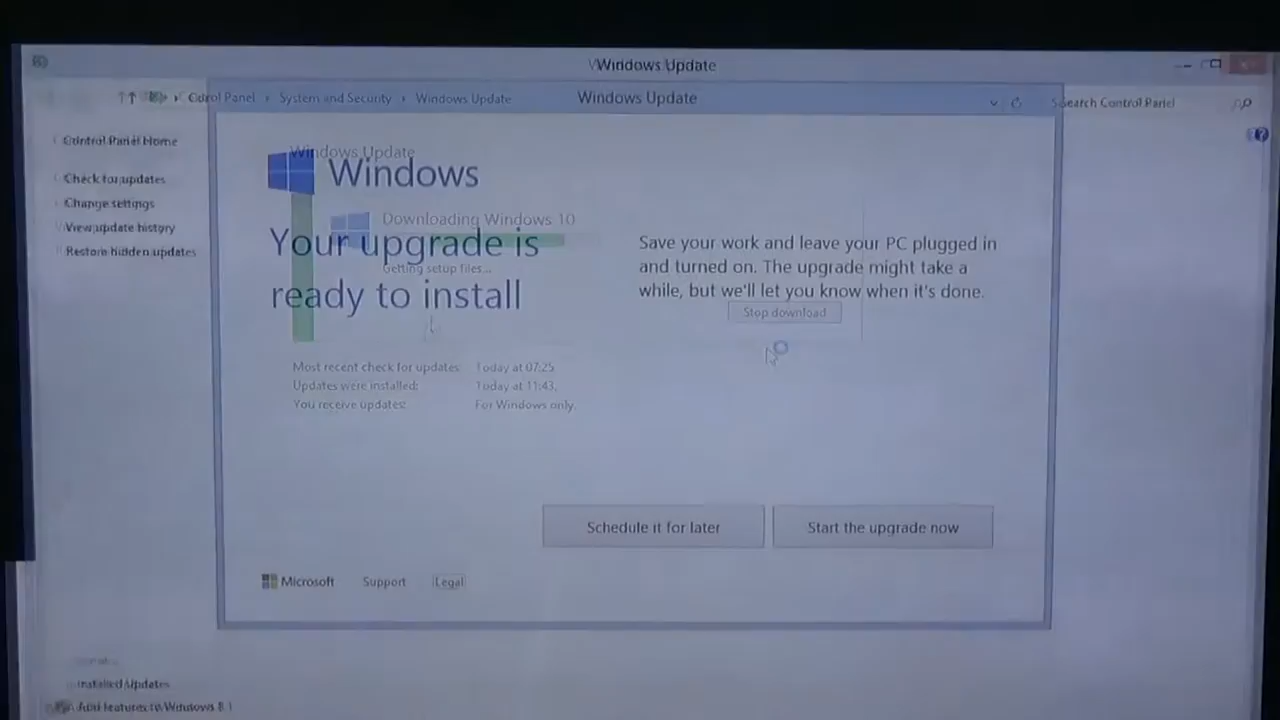 Windows Update
Control Panel › System and Security › Windows Update
Windows Update
Search Control Panel
Control Panel Home
Windows Update
Windows
Check for updates
Change settings
Downloading Windows 10
View update history
Your upgrade is
ready to install
Save your work and leave your PC plugged in
and turned on. The upgrade might take a
while, but we'll let you know when it's done.
Restore hidden updates
Getting setup files...
Stop download
Most recent check for updates: Today at 07:25
Updates were installed: Today at 11:43.
You receive updates: For Windows only.
Schedule it for later
Start the upgrade now
Microsoft Support Legal
Installed Updates
Add features to Windows 8.1